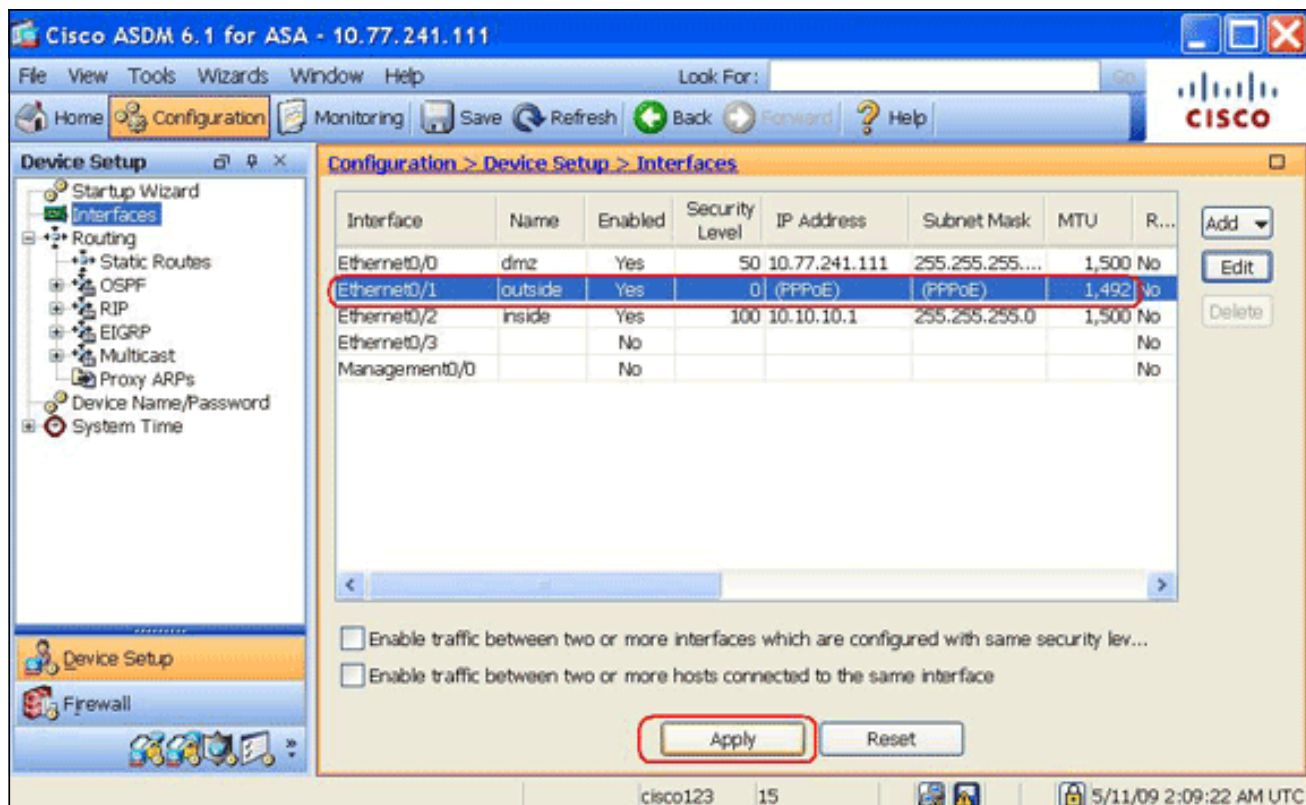 Cisco ASDM 6.1 for ASA - 10.77.241.111
File View Tools Wizards Window Help Look For: Go
CISCO
Home Configuration Monitoring Save Refresh Back Forward Help
Device Setup
Startup Wizard
Interfaces
Routing
Static Routes
OSPF
RIP
EIGRP
Multicast
Proxy ARPs
Device Name/Password
System Time
Device Setup
Firewall
Configuration > Device Setup > Interfaces
Interface Name Enabled Security Level IP Address Subnet Mask MTU R...
Ethernet0/0 dmz Yes 50 10.77.241.111 255.255.255.... 1,500 No
Ethernet0/1 outside Yes 0 (PPPoE) (PPPoE) 1,492 No
Ethernet0/2 inside Yes 100 10.10.10.1 255.255.255.0 1,500 No
Ethernet0/3 No No
Management0/0 No No
Add
Edit
Delete
Enable traffic between two or more interfaces which are configured with same security lev...
Enable traffic between two or more hosts connected to the same interface
Apply Reset
cisco123 15 5/11/09 2:09:22 AM UTC